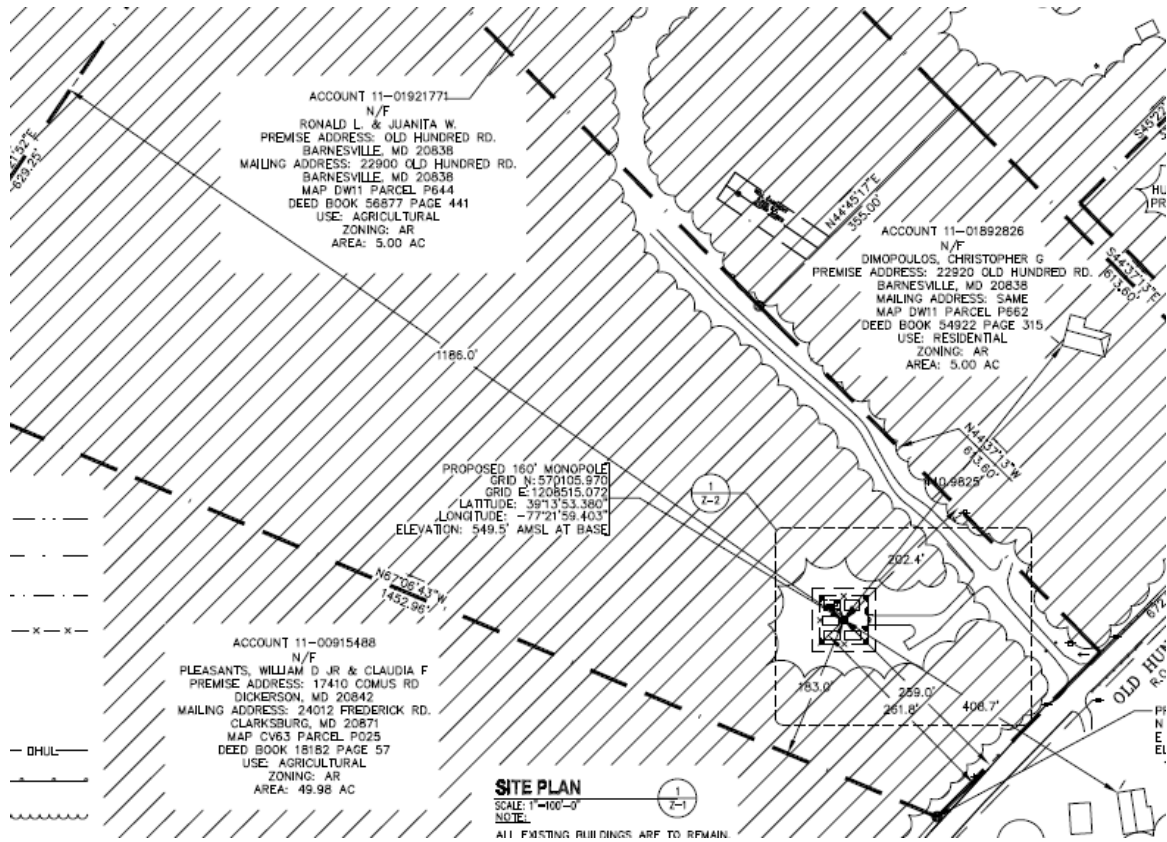 ACCOUNT 11-01921771
N/F
RONALD L. & JUANITA W.
PREMISE ADDRESS: OLD HUNDRED RD.
BARNESVILLE, MD 20838
MAILING ADDRESS: 22900 OLD HUNDRED RD.
BARNESVILLE, MD 20838
MAP DW11 PARCEL P644
DEED BOOK 56877 PAGE 441
USE: AGRICULTURAL
ZONING: AR
AREA: 5.00 AC
629.25'
N44°45'17"E
355.00'
ACCOUNT 11-01892826
N/F
DIMOPOULOS, CHRISTOPHER G
PREMISE ADDRESS: 22920 OLD HUNDRED RD.
BARNESVILLE, MD 20838
MAILING ADDRESS: SAME
MAP DW11 PARCEL P662
DEED BOOK 54922 PAGE 315
USE: RESIDENTIAL
ZONING: AR
AREA: 5.00 AC
S44°37'13"E
613.60'
1186.0'
N44°37'13"W
613.60'
PROPOSED 160' MONOPOLE
GRID N: 570105.970
GRID E: 1208515.072
LATITUDE: 39°13'53.380"
LONGITUDE: -77°21'59.403"
ELEVATION: 549.5' AMSL AT BASE
1
Z-2
202.4'
N67°06'43"W
1452.96'
ACCOUNT 11-00915488
N/F
PLEASANTS, WILLIAM D JR & CLAUDIA F
PREMISE ADDRESS: 17410 COMUS RD
DICKERSON, MD 20842
MAILING ADDRESS: 24012 FREDERICK RD.
CLARKSBURG, MD 20871
MAP CV63 PARCEL P025
DEED BOOK 18182 PAGE 57
USE: AGRICULTURAL
ZONING: AR
AREA: 49.98 AC
183.0'
259.0'
261.8'
408.7'
OLD HUN
R.O
OHUL
SITE PLAN
1
Z-1
SCALE: 1"=100'-0"
NOTE:
ALL EXISTING BUILDINGS ARE TO REMAIN.